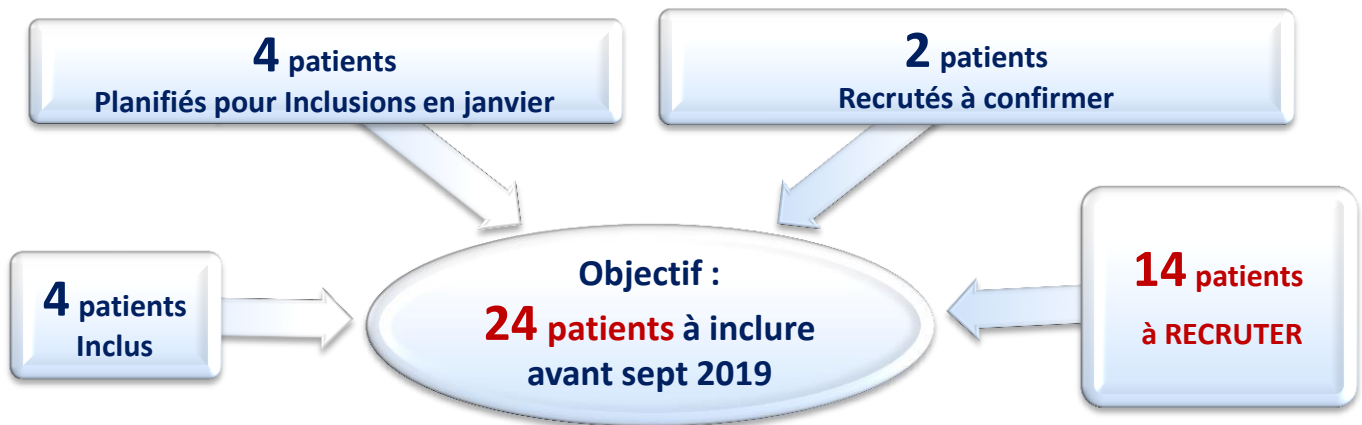 4 patients
Planifiés pour Inclusions en janvier
2 patients
Recrutés à confirmer
4 patients
Inclus
Objectif :
24 patients à inclure
avant sept 2019
14 patients
à RECRUTER